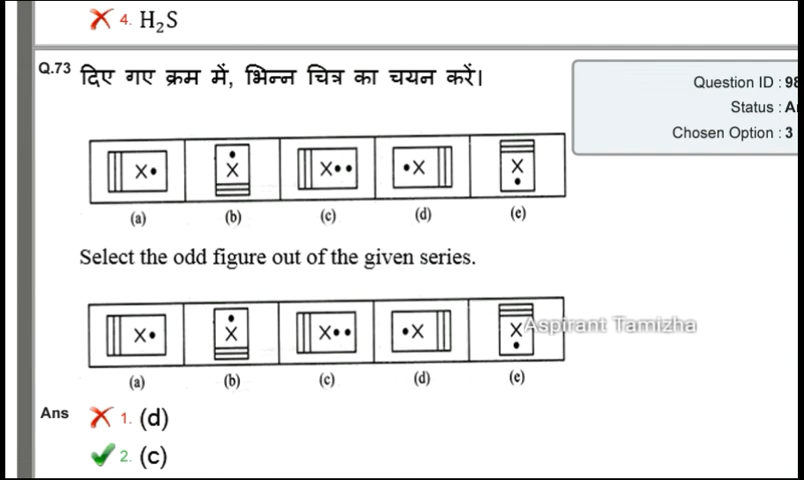 4. H₂S
Q.73 दिए गए क्रम में, भिन्न चित्र का चयन करें।
Question ID : 98
Status : A
Chosen Option : 3
X• X X•• •X X
(a) (b) (c) (d) (e)
Select the odd figure out of the given series.
X• X X•• •X X
Aspirant Tamizha
(a) (b) (c) (d) (e)
Ans 1. (d)
2. (c)